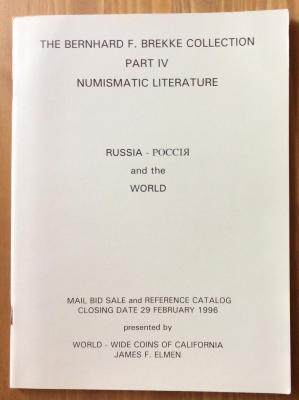 THE BERNHARD F. BREKKE COLLECTION
PART IV
NUMISMATIC LITERATURE
RUSSIA - РОССІЯ
and the
WORLD
MAIL BID SALE and REFERENCE CATALOG
CLOSING DATE 29 FEBRUARY 1996
presented by
WORLD - WIDE COINS OF CALIFORNIA
JAMES F. ELMEN